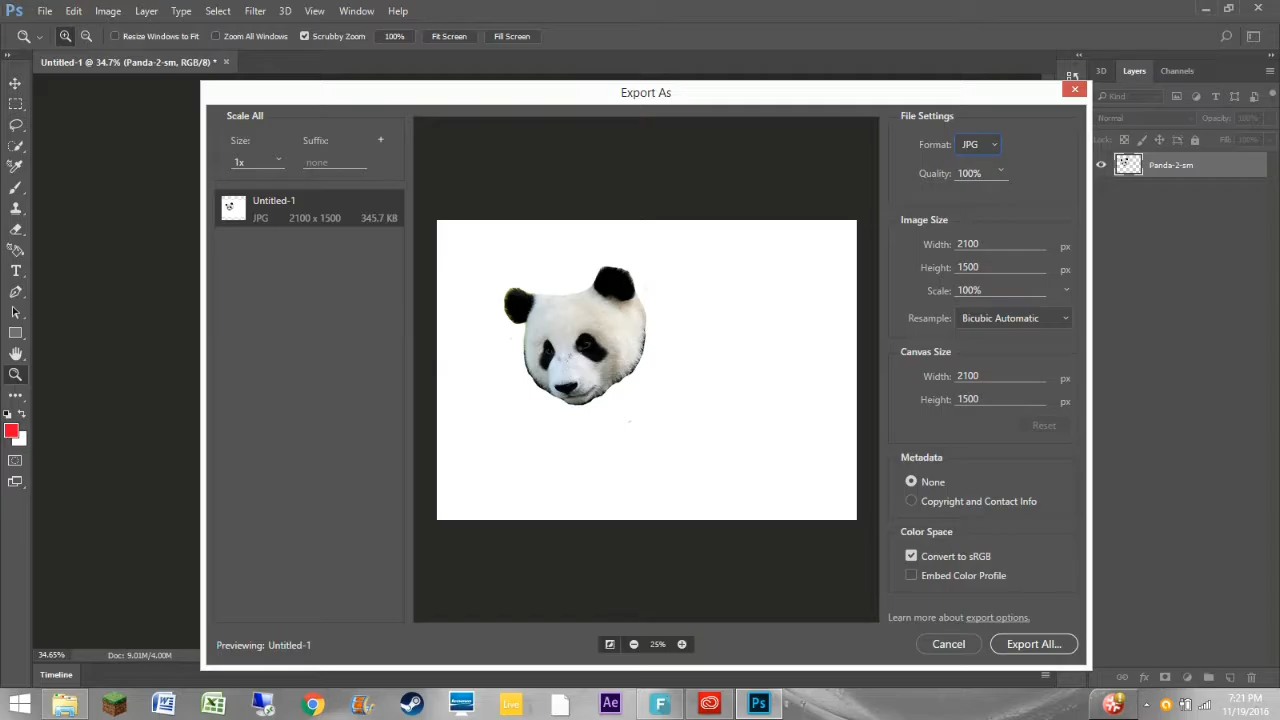 Ps File Edit Image Layer Type Select Filter 3D View Window Help
Resize Windows to Fit Zoom All Windows Scrubby Zoom 100% Fit Screen Fill Screen
Untitled-1 @ 34.7% (Panda-2-sm, RGB/8) * ×
3D Layers Channels
Export As
Kind
Normal Opacity: 100%
Lock: Fill: 100%
Panda-2-sm
Scale All
Size: Suffix: +
1x none
Untitled-1
JPG 2100 x 1500 345.7 KB
File Settings
Format: JPG
Quality: 100%
Image Size
Width: 2100 px
Height: 1500 px
Scale: 100%
Resample: Bicubic Automatic
Canvas Size
Width: 2100 px
Height: 1500 px
Reset
Metadata
None
Copyright and Contact Info
Color Space
Convert to sRGB
Embed Color Profile
Learn more about export options.
Previewing: Untitled-1
25%
Cancel Export All...
34.65% Doc: 9.01M/4.00M
Timeline
fx
Live Ae F Ps
7:21 PM
11/19/2016